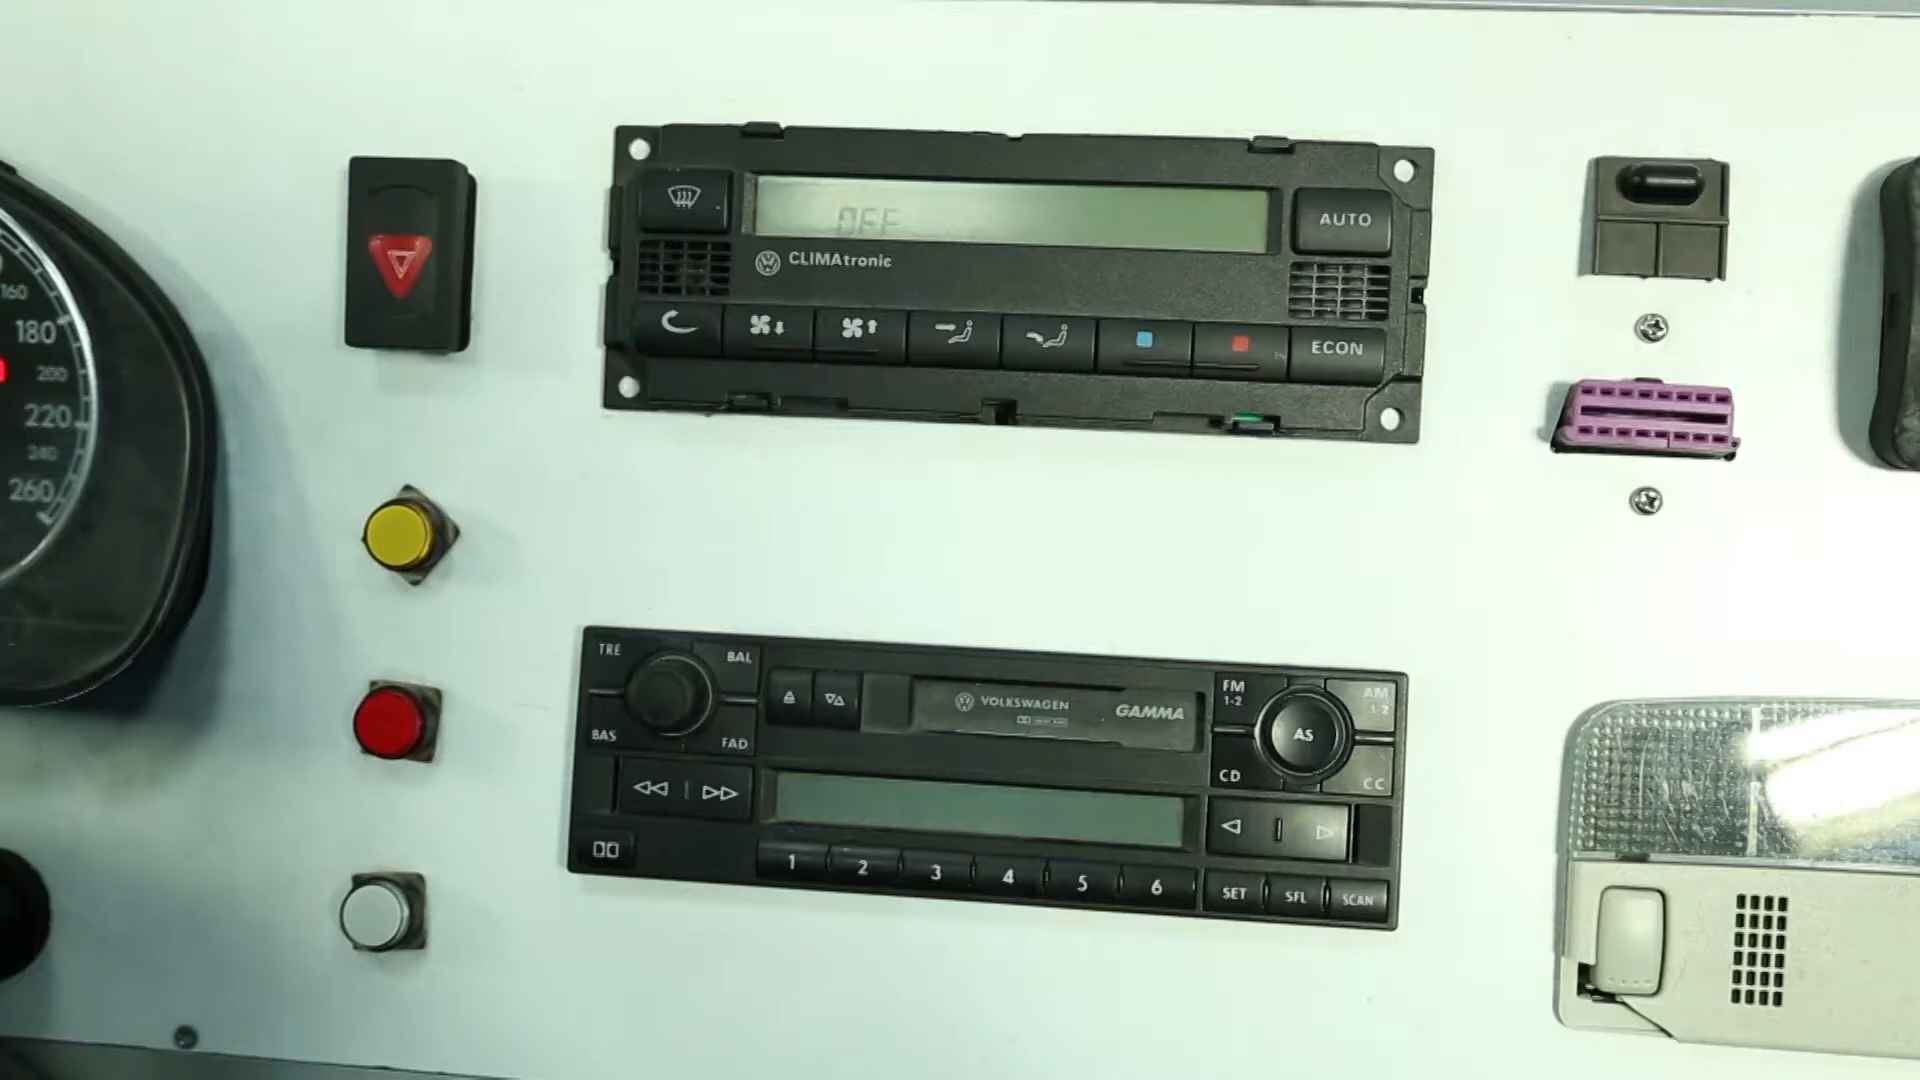 160
180
200
220
240
260
OFF
AUTO
CLIMAtronic
ECON
TRE
BAL
BAS
FAD
VOLKSWAGEN
GAMMA
FM
1-2
AM
1-2
AS
CD
CC
1 2 3 4 5 6
SET SFL SCAN